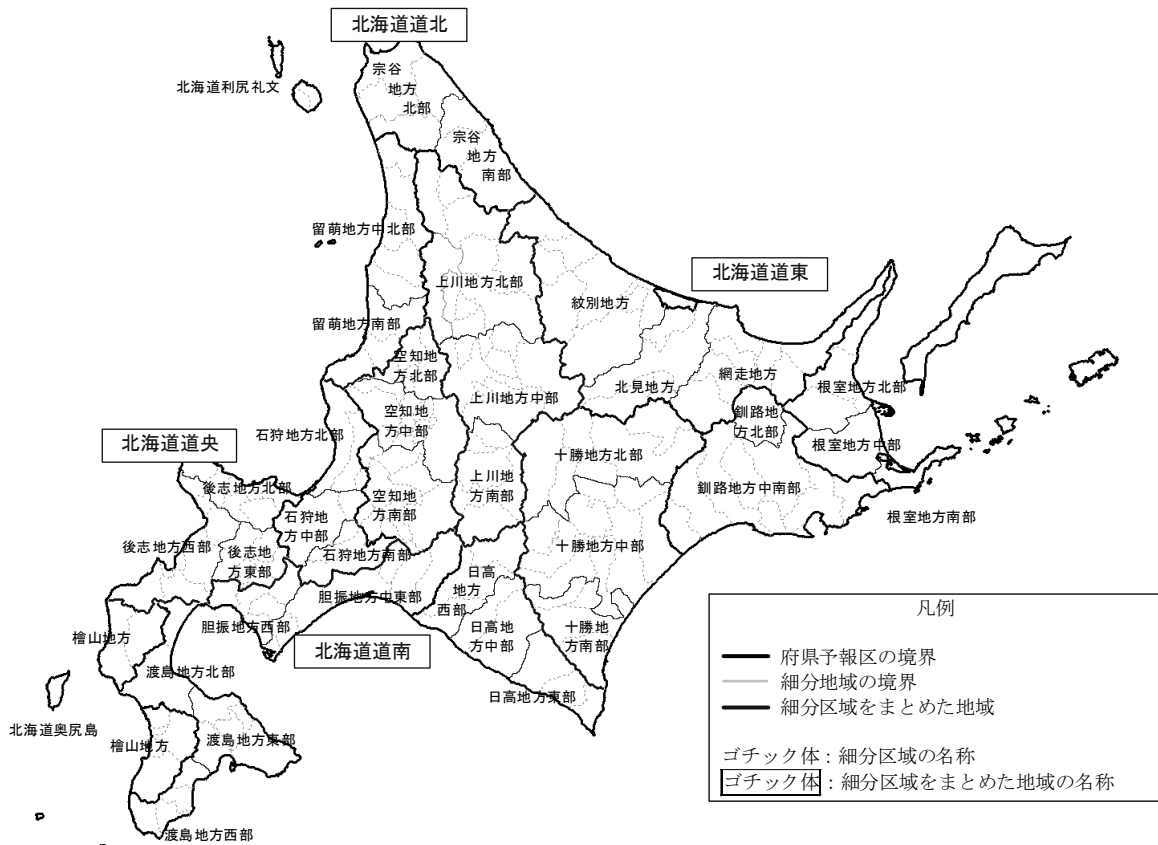 北海道道北
宗谷
地方
北部
北海道利尻礼文
宗谷
地方
南部
留萌地方中北部
北海道道東
上川地方北部
紋別地方
留萌地方南部
空知地
方北部
上川地方中部
北見地方
網走地方
根室地方北部
空知地
方中部
釧路地
方北部
石狩地方北部
北海道道央
根室地方中部
十勝地方北部
上川地
方南部
後志地方北部
釧路地方中南部
空知地
方南部
石狩地
方中部
根室地方南部
後志地方西部
後志地
方東部
石狩地方南部
十勝地方中部
日高
地方
西部
胆振地方中東部
胆振地方西部
日高地
方中部
十勝地
方南部
檜山地方
北海道道南
渡島地方北部
日高地方東部
北海道奥尻島
檜山地方
渡島地方東部
渡島地方西部
凡例
府県予報区の境界
細分地域の境界
細分区域をまとめた地域
ゴチック体：細分区域の名称
ゴチック体：細分区域をまとめた地域の名称